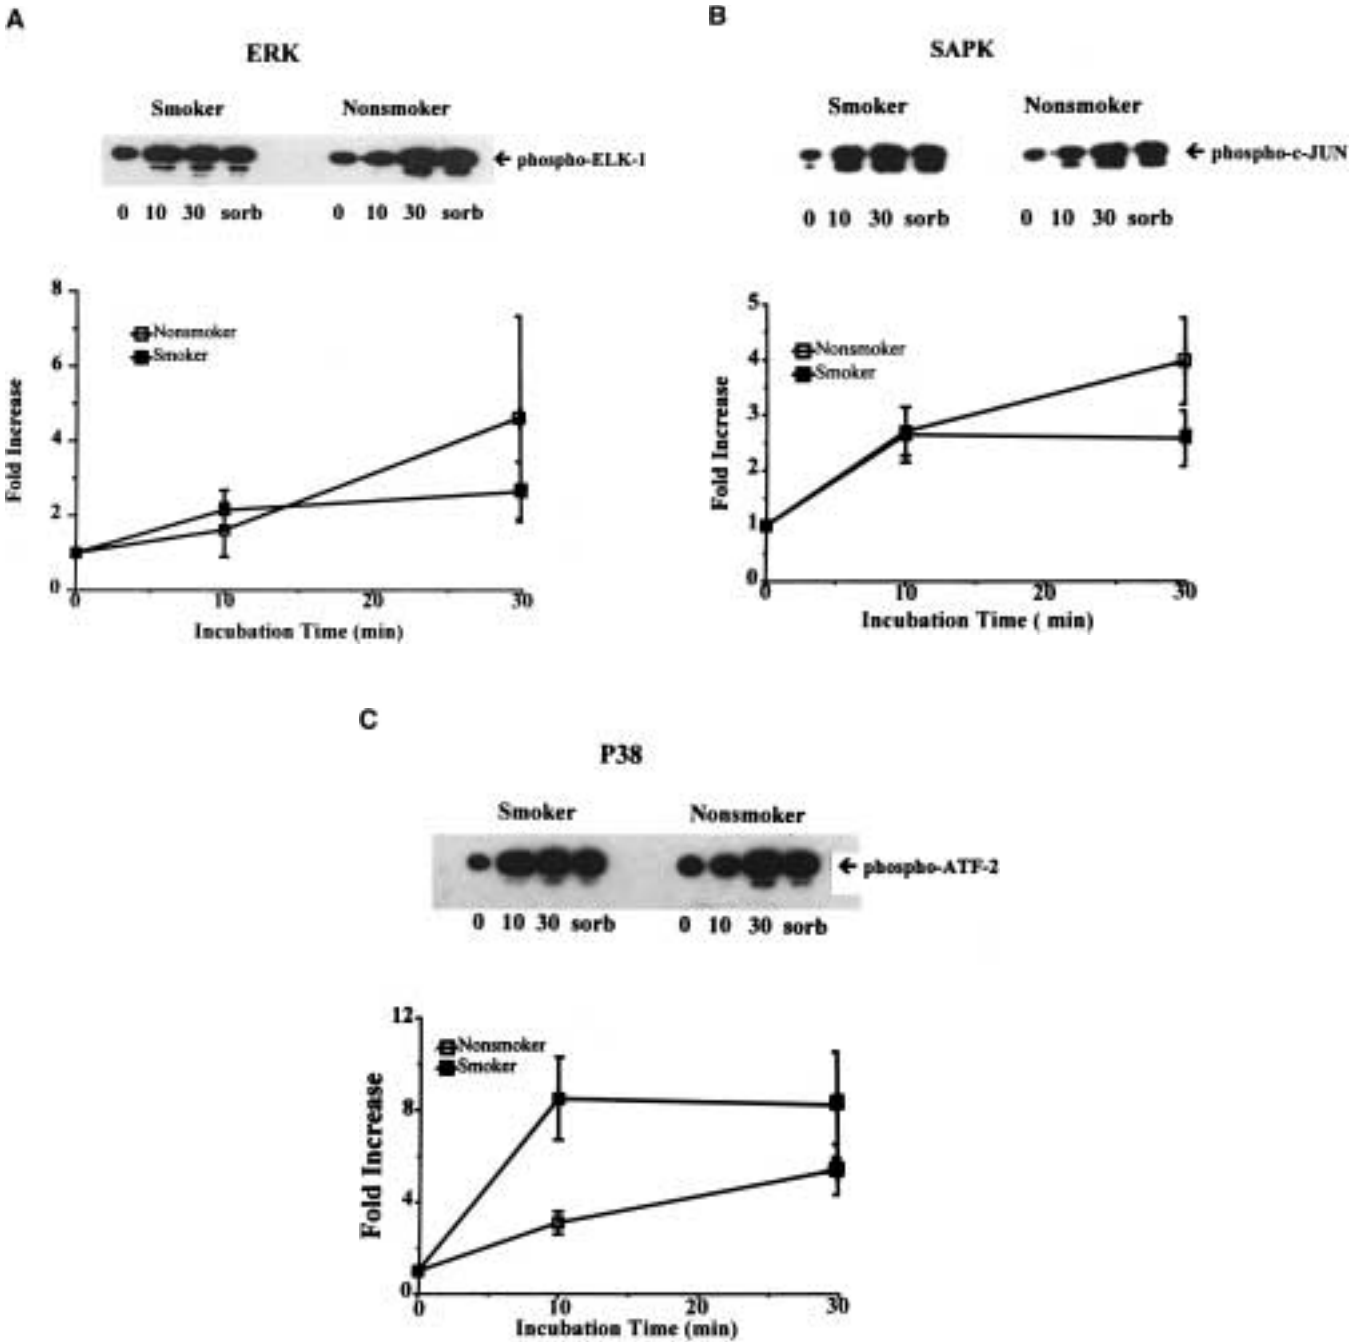 A
ERK
Smoker Nonsmoker
← phospho-ELK-1
0 10 30 sorb 0 10 30 sorb
8
6
4
2
0
Fold Increase
Nonsmoker
Smoker
0 10 20 30
Incubation Time (min)
B
SAPK
Smoker Nonsmoker
← phospho-c-JUN
0 10 30 sorb 0 10 30 sorb
5
4
3
2
1
0
Fold Increase
Nonsmoker
Smoker
0 10 20 30
Incubation Time ( min)
C
P38
Smoker Nonsmoker
← phospho-ATF-2
0 10 30 sorb 0 10 30 sorb
12
8
4
0
Fold Increase
Nonsmoker
Smoker
0 10 20 30
Incubation Time (min)